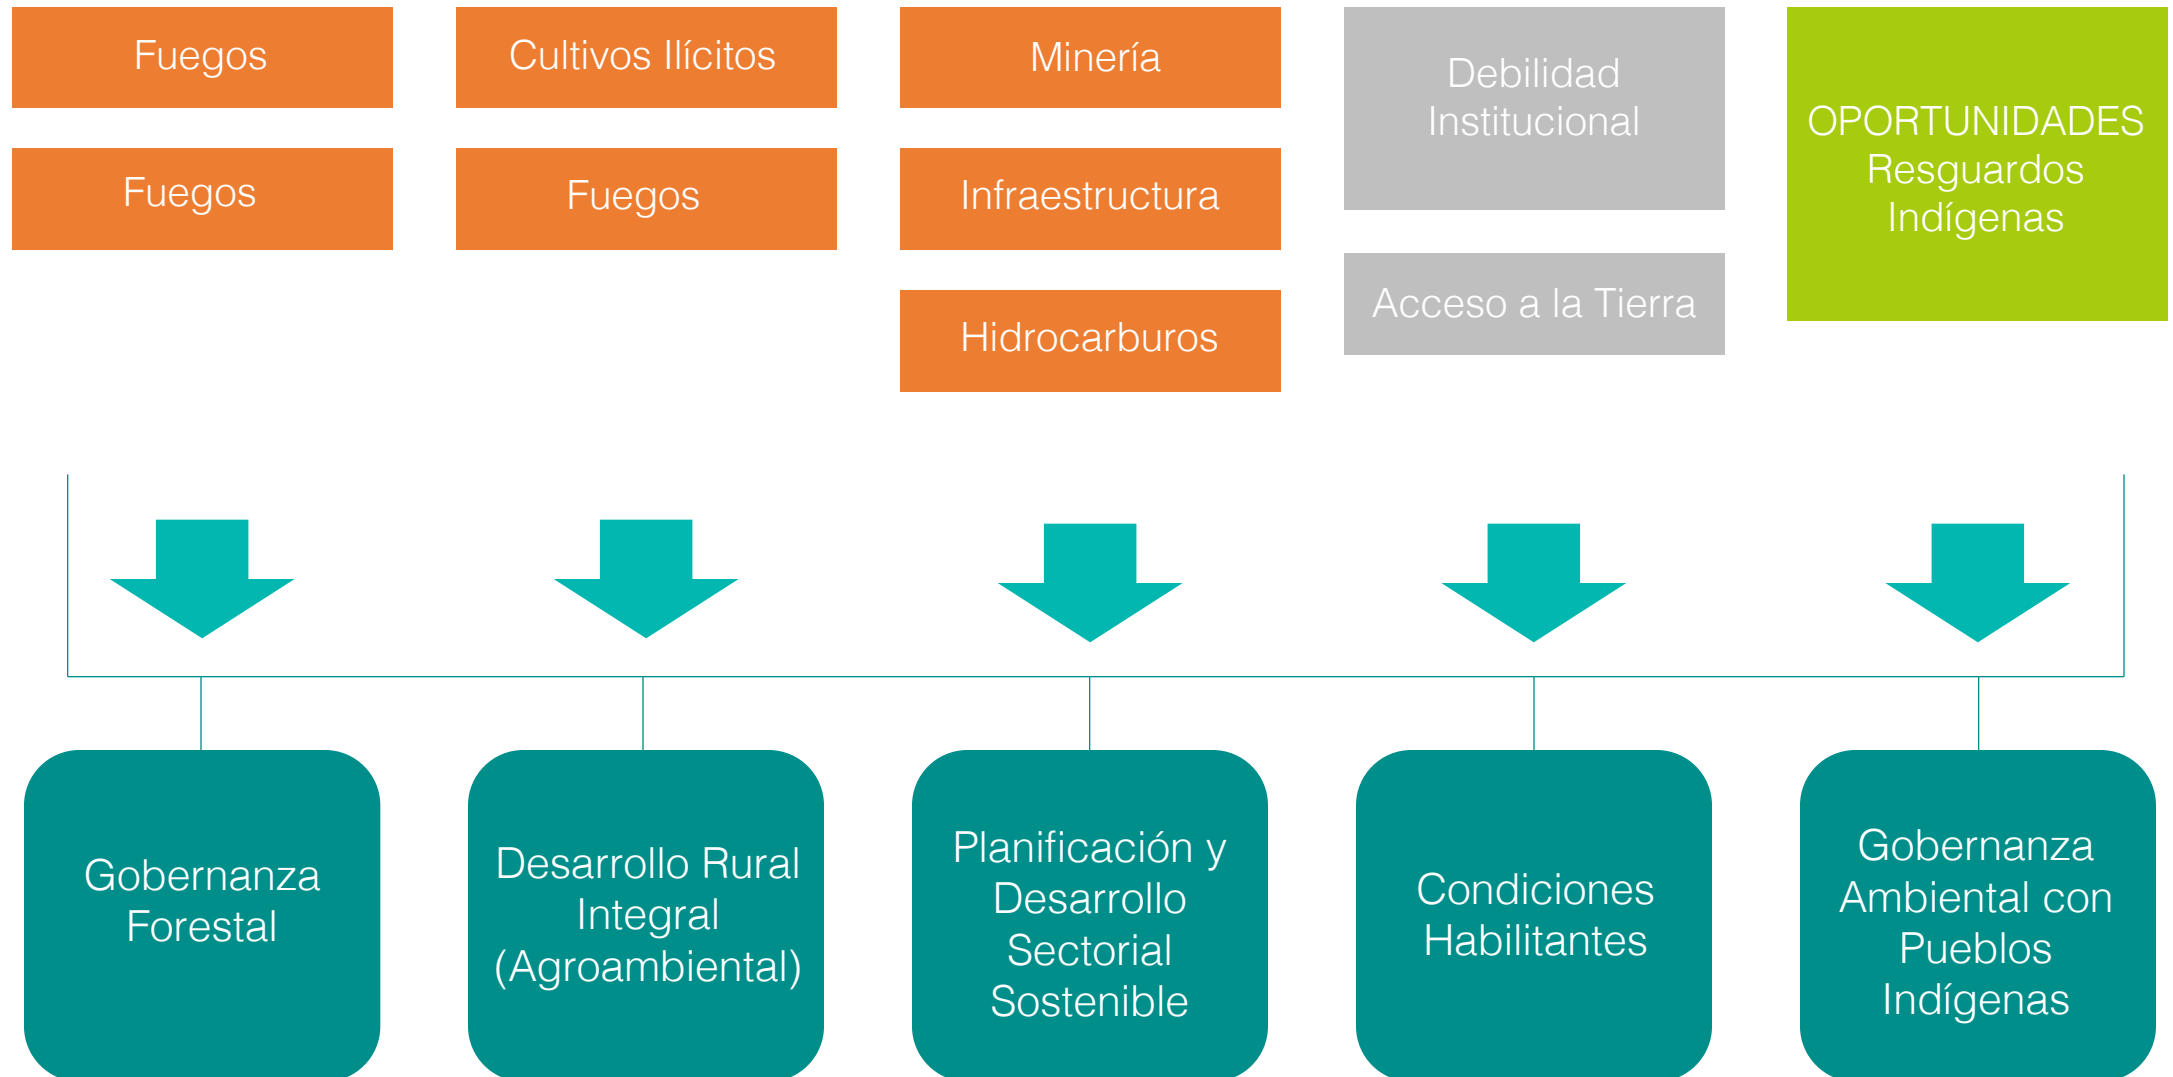 Fuegos
Cultivos Ilícitos
Minería
Debilidad
Institucional
OPORTUNIDADES
Resguardos
Indígenas
Fuegos
Fuegos
Infraestructura
Acceso a la Tierra
Hidrocarburos
Gobernanza
Forestal
Desarrollo Rural
Integral
(Agroambiental)
Planificación y
Desarrollo
Sectorial
Sostenible
Condiciones
Habilitantes
Gobernanza
Ambiental con
Pueblos
Indígenas